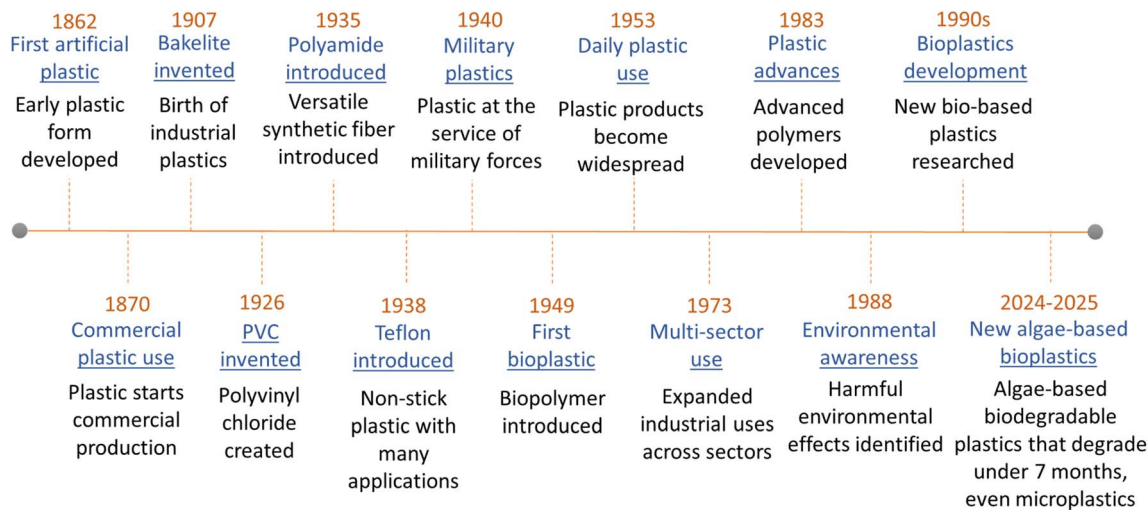 1862
First artificial
plastic
Early plastic
form
developed
1907
Bakelite
invented
Birth of
industrial
plastics
1935
Polyamide
introduced
Versatile
synthetic fiber
introduced
1940
Military
plastics
Plastic at the
service of
military forces
1953
Daily plastic
use
Plastic products
become
widespread
1983
Plastic
advances
Advanced
polymers
developed
1990s
Bioplastics
development
New bio-based
plastics
researched
1870
Commercial
plastic use
Plastic starts
commercial
production
1926
PVC
invented
Polyvinyl
chloride
created
1938
Teflon
introduced
Non-stick
plastic with
many
applications
1949
First
bioplastic
Biopolymer
introduced
1973
Multi-sector
use
Expanded
industrial uses
across sectors
1988
Environmental
awareness
Harmful
environmental
effects identified
2024-2025
New algae-based
bioplastics
Algae-based
biodegradable
plastics that degrade
under 7 months,
even microplastics